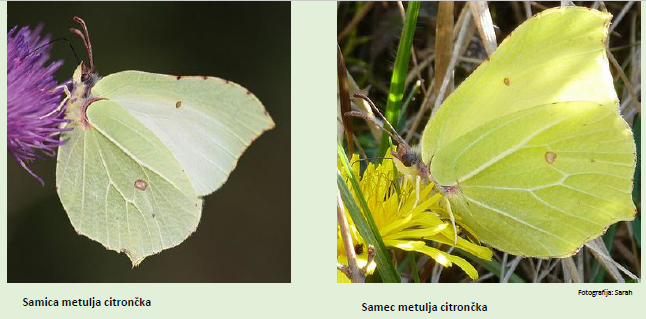 Fotografija: Sarah
Samica metulja citrončka
Samec metulja citrončka